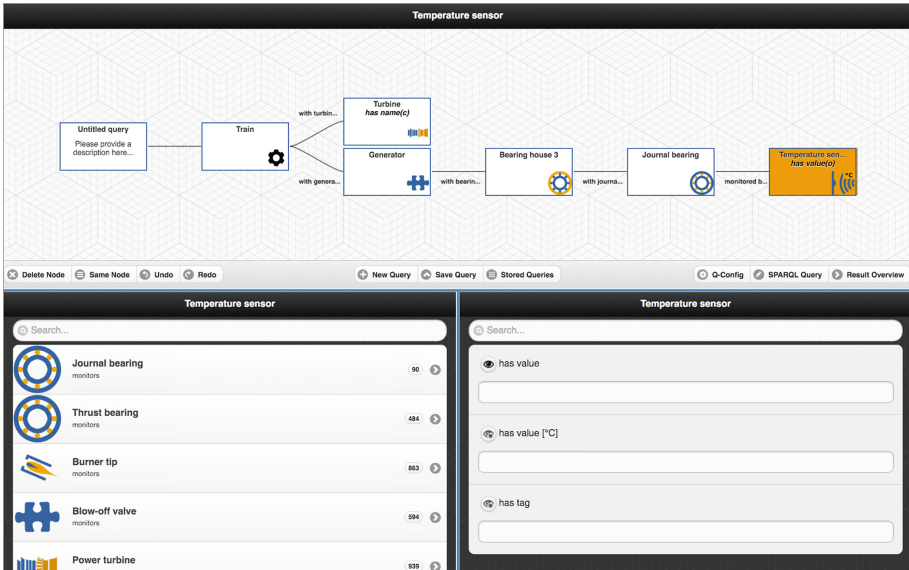 Temperature sensor
Untitled query
Please provide a
description here...
Train
with turbin...
Turbine
has name(c)
with genera...
Generator
with bearin...
Bearing house 3
with journa...
Journal bearing
monitored b...
Temperature sen...
has value(o)
°C
Delete Node
Same Node
Undo
Redo
New Query
Save Query
Stored Queries
Q-Config
SPARQL Query
Result Overview
Temperature sensor
Search...
Journal bearing
monitors
90
Thrust bearing
monitors
484
Burner tip
monitors
863
Blow-off valve
monitors
594
Power turbine
939
Temperature sensor
Search...
has value
has value [°C]
has tag